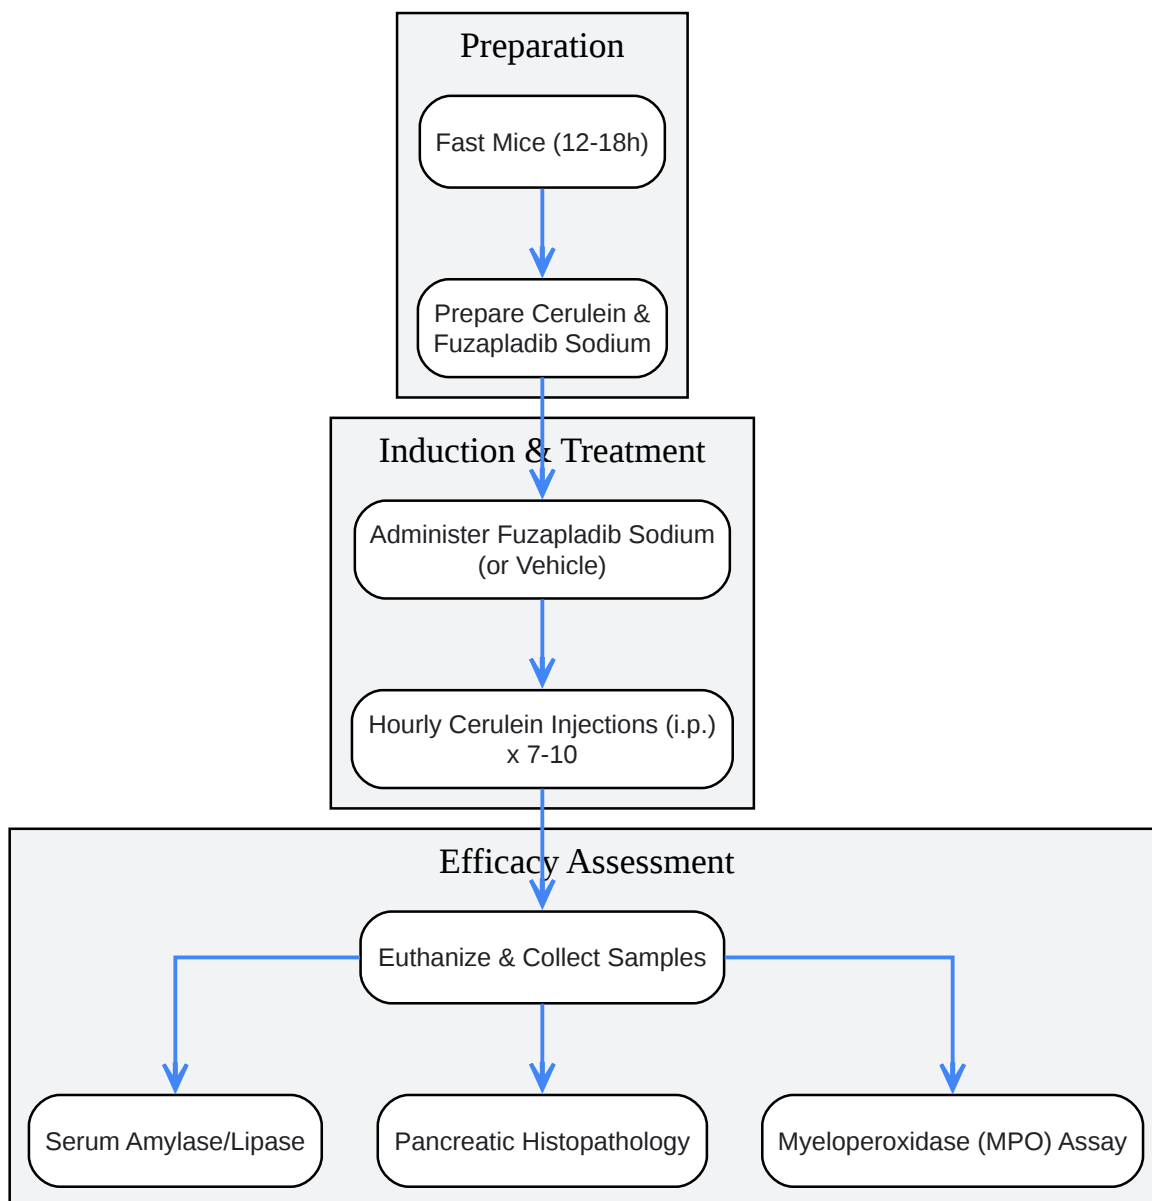 Preparation
Fast Mice (12-18h)
Prepare Cerulein &
Fuzapladib Sodium
Induction & Treatment
Administer Fuzapladib Sodium
(or Vehicle)
Hourly Cerulein Injections (i.p.)
x 7-10
Efficacy Assessment
Euthanize & Collect Samples
Serum Amylase/Lipase
Pancreatic Histopathology
Myeloperoxidase (MPO) Assay